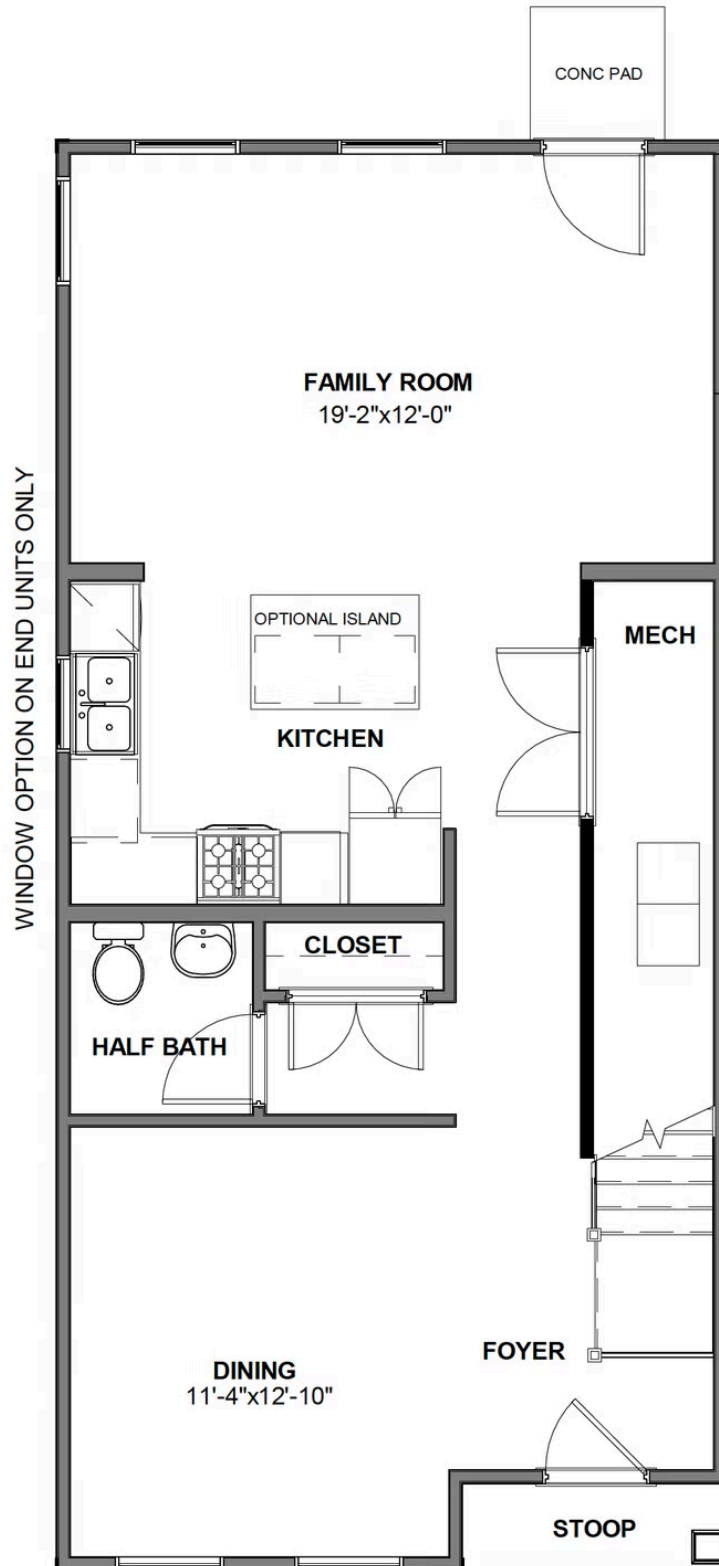 CONC PAD
FAMILY ROOM
19'-2"x12'-0"
WINDOW OPTION ON END UNITS ONLY
OPTIONAL ISLAND
MECH
KITCHEN
CLOSET
HALF BATH
FOYER
DINING
11'-4"x12'-10"
STOOP